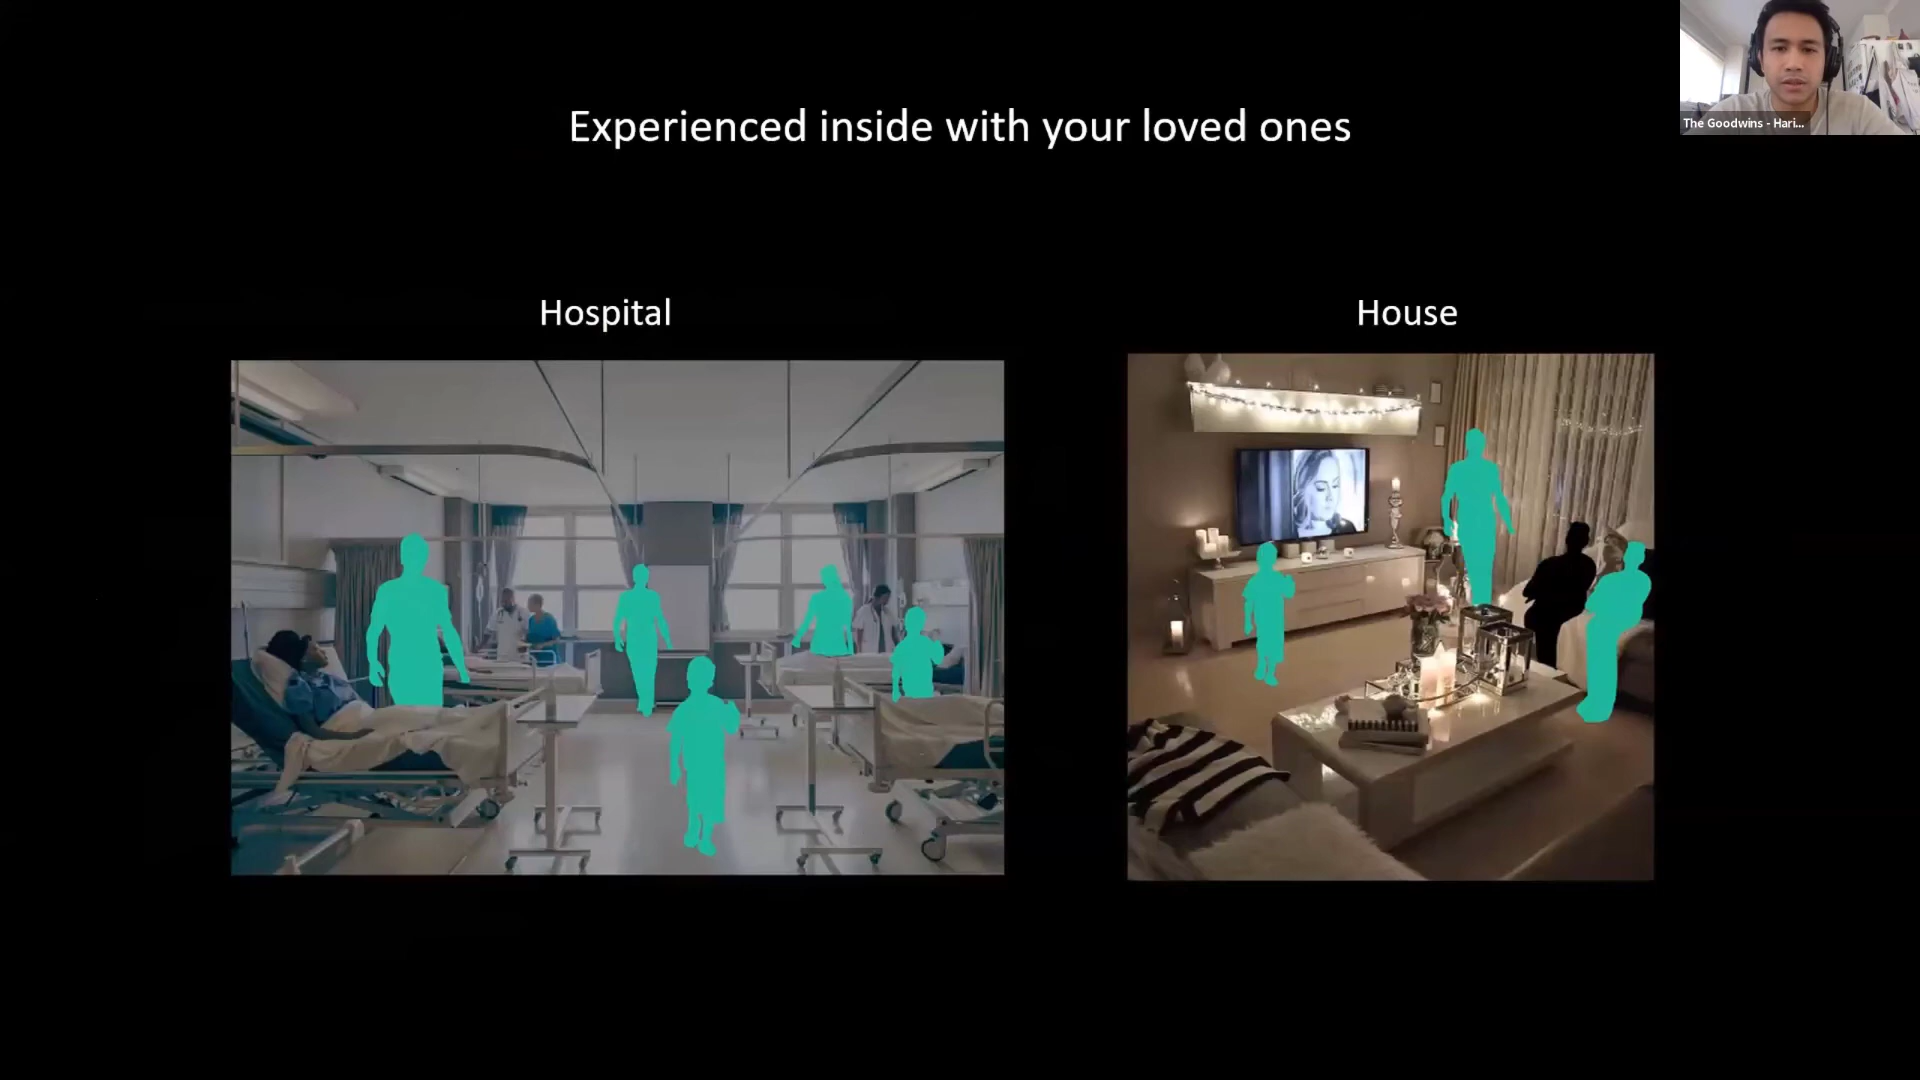 The Goodwins - Hari...
Experienced inside with your loved ones
Hospital
House